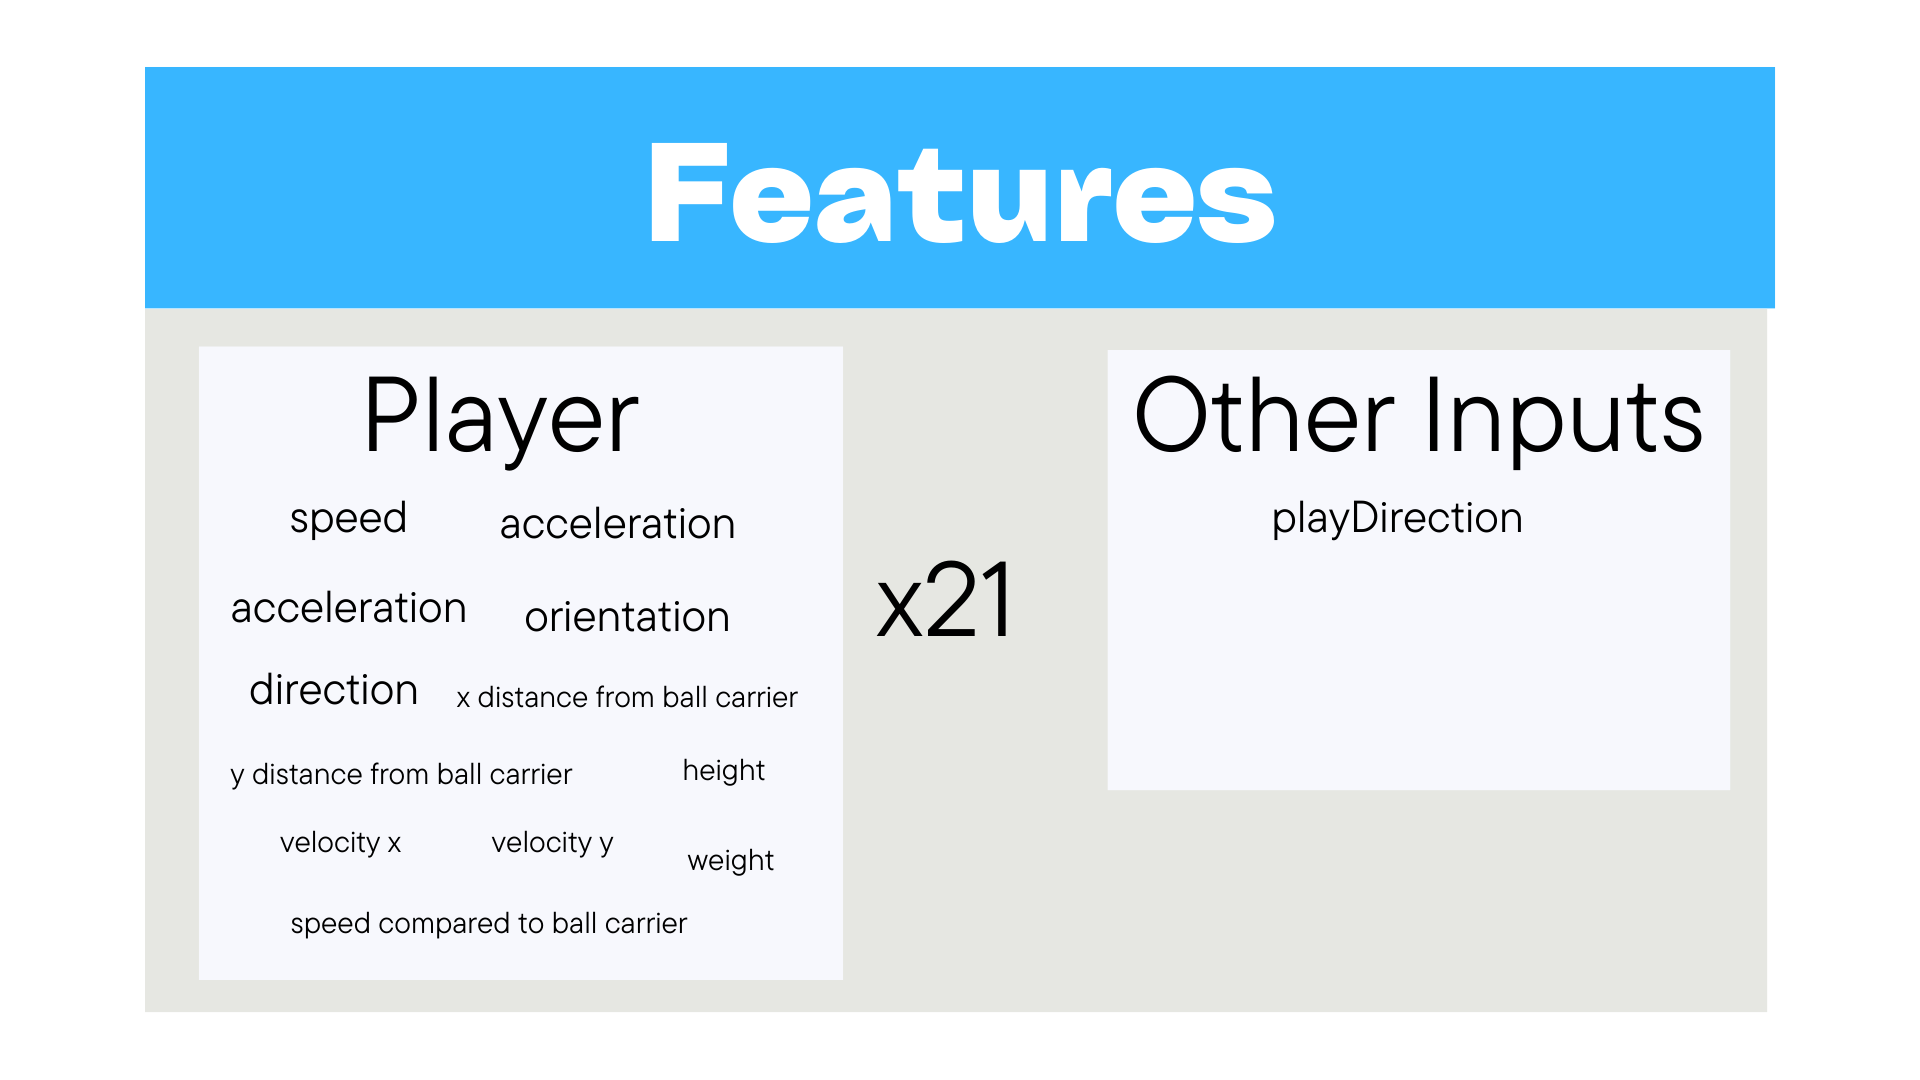 Features
Player
speed
acceleration
acceleration
orientation
direction
x distance from ball carrier
y distance from ball carrier
height
velocity x
velocity y
weight
speed compared to ball carrier
x21
Other Inputs
playDirection